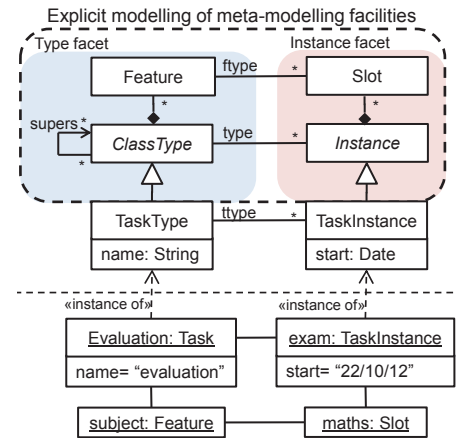 Explicit modelling of meta-modelling facilities
Type facet
Instance facet
Feature
ftype
*
Slot
*
*
supers
*
*
ClassType
type
*
Instance
TaskType
ttype
*
TaskInstance
name: String
start: Date
«instance of»
«instance of»
Evaluation: Task
exam: TaskInstance
name= “evaluation”
start= “22/10/12”
subject: Feature
maths: Slot